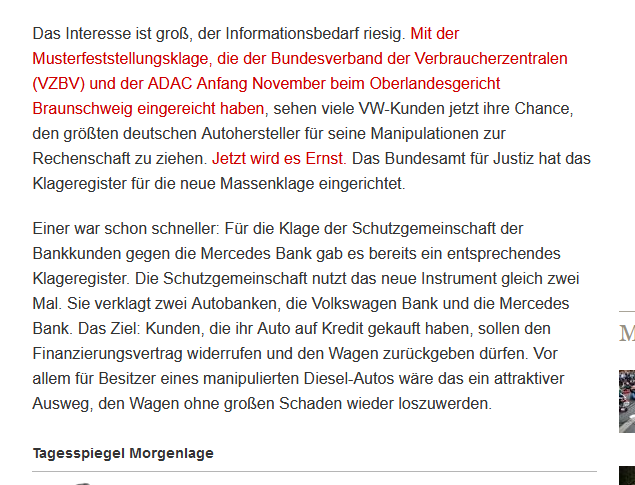 Das Interesse ist groß, der Informationsbedarf riesig. Mit der
Musterfeststellungsklage, die der Bundesverband der Verbraucherzentralen
(VZBV) und der ADAC Anfang November beim Oberlandesgericht
Braunschweig eingereicht haben, sehen viele VW-Kunden jetzt ihre Chance,
den größten deutschen Autohersteller für seine Manipulationen zur
Rechenschaft zu ziehen. Jetzt wird es Ernst. Das Bundesamt für Justiz hat das
Klageregister für die neue Massenklage eingerichtet.
Einer war schon schneller: Für die Klage der Schutzgemeinschaft der
Bankkunden gegen die Mercedes Bank gab es bereits ein entsprechendes
Klageregister. Die Schutzgemeinschaft nutzt das neue Instrument gleich zwei
Mal. Sie verklagt zwei Autobanken, die Volkswagen Bank und die Mercedes
Bank. Das Ziel: Kunden, die ihr Auto auf Kredit gekauft haben, sollen den
Finanzierungsvertrag widerrufen und den Wagen zurückgeben dürfen. Vor
allem für Besitzer eines manipulierten Diesel-Autos wäre das ein attraktiver
Ausweg, den Wagen ohne großen Schaden wieder loszuwerden.
Tagesspiegel Morgenlage